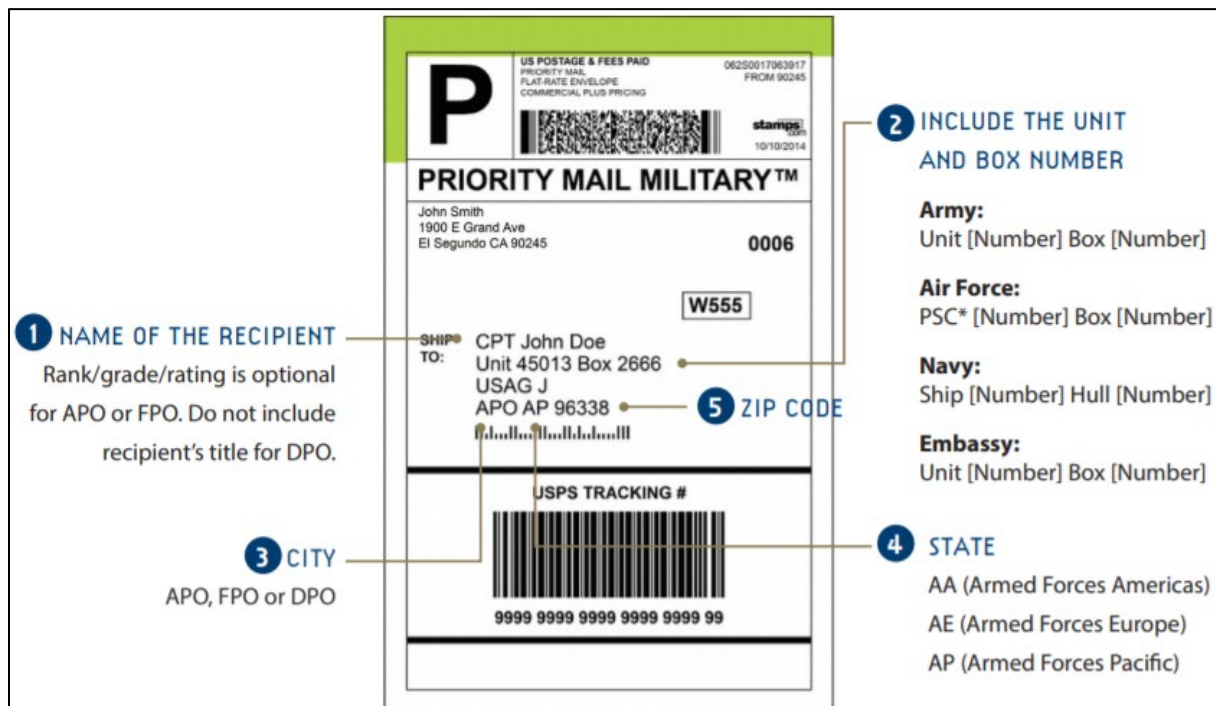 P
US POSTAGE & FEES PAID
PRIORITY MAIL
FLAT-RATE ENVELOPE
COMMERCIAL PLUS PRICING
062S0017063917
FROM 90245
stamps.com
10/10/2014
PRIORITY MAIL MILITARY™
John Smith
1900 E Grand Ave
El Segundo CA 90245
0006
W555
SHIP
TO:
CPT John Doe
Unit 45013 Box 2666
USAG J
APO AP 96338
USPS TRACKING #
9999 9999 9999 9999 9999 99
1 NAME OF THE RECIPIENT
Rank/grade/rating is optional
for APO or FPO. Do not include
recipient's title for DPO.
2 INCLUDE THE UNIT
AND BOX NUMBER
Army:
Unit [Number] Box [Number]
Air Force:
PSC* [Number] Box [Number]
Navy:
Ship [Number] Hull [Number]
Embassy:
Unit [Number] Box [Number]
3 CITY
APO, FPO or DPO
4 STATE
AA (Armed Forces Americas)
AE (Armed Forces Europe)
AP (Armed Forces Pacific)
5 ZIP CODE